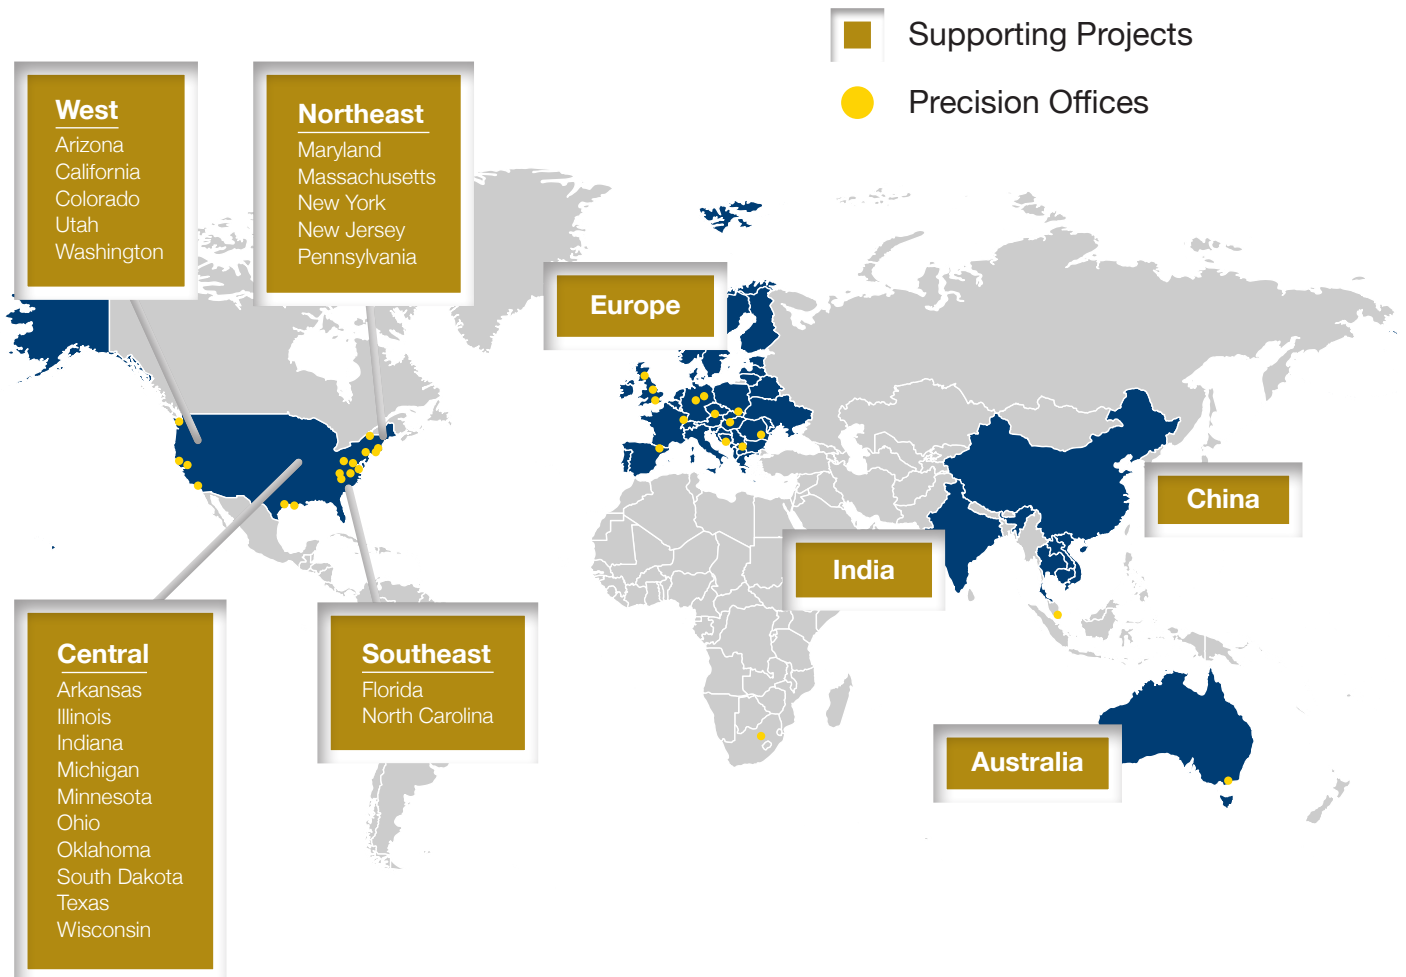 Supporting Projects
Precision Offices
West
Arizona
California
Colorado
Utah
Washington
Northeast
Maryland
Massachusetts
New York
New Jersey
Pennsylvania
Europe
China
India
Central
Arkansas
Illinois
Indiana
Michigan
Minnesota
Ohio
Oklahoma
South Dakota
Texas
Wisconsin
Southeast
Florida
North Carolina
Australia